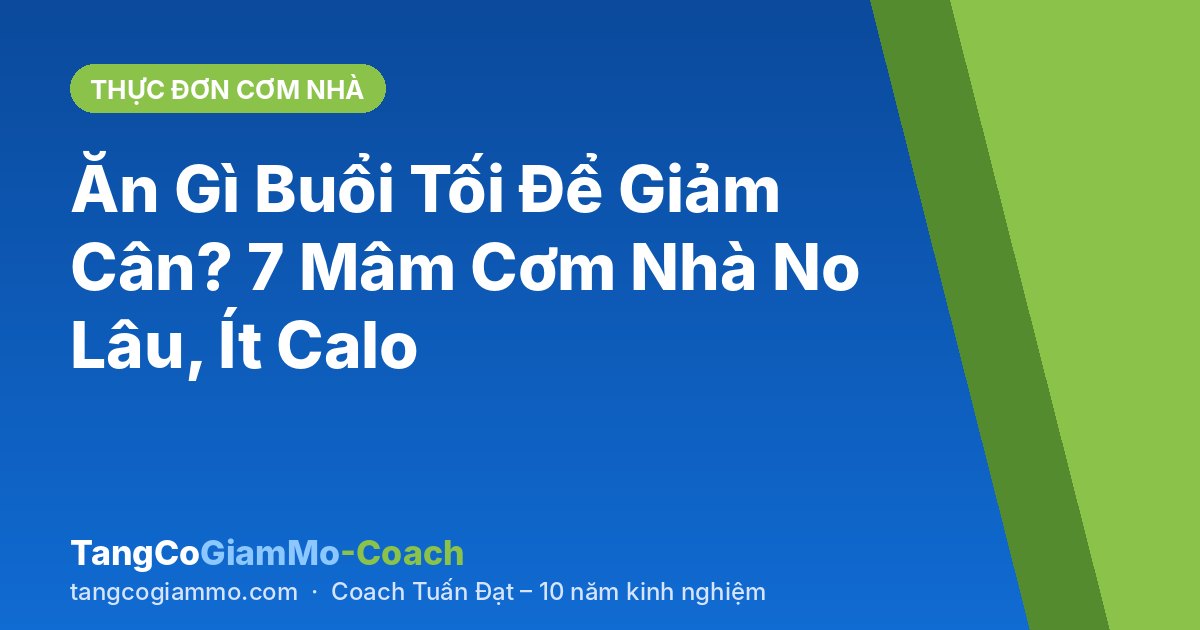 THỰC ĐƠN CƠM NHÀ
Ăn Gì Buổi Tối Để Giảm
Cân? 7 Mâm Cơm Nhà No
Lâu, Ít Calo
TangCoGiamMo-Coach
tangcogiammo.com · Coach Tuấn Đạt – 10 năm kinh nghiệm